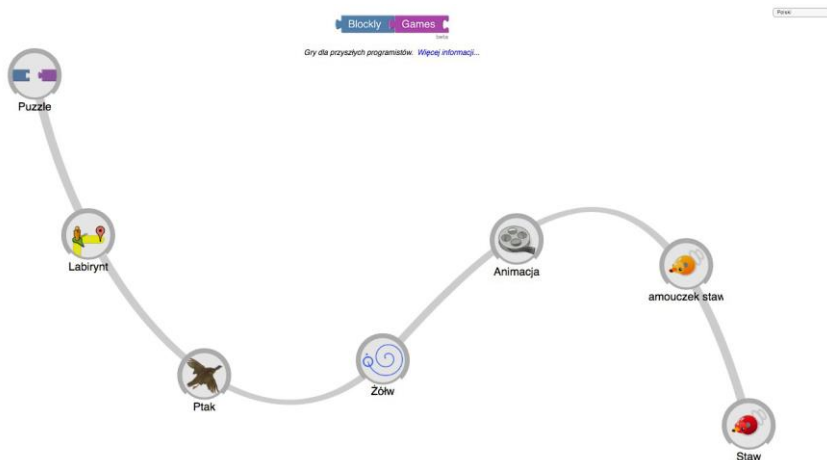 Blockly Games
beta
Gry dla przyszłych programistów. Więcej informacji...
Polski
Puzzle
Labirynt
Ptak
Żółw
Animacja
amouczek staw
Staw